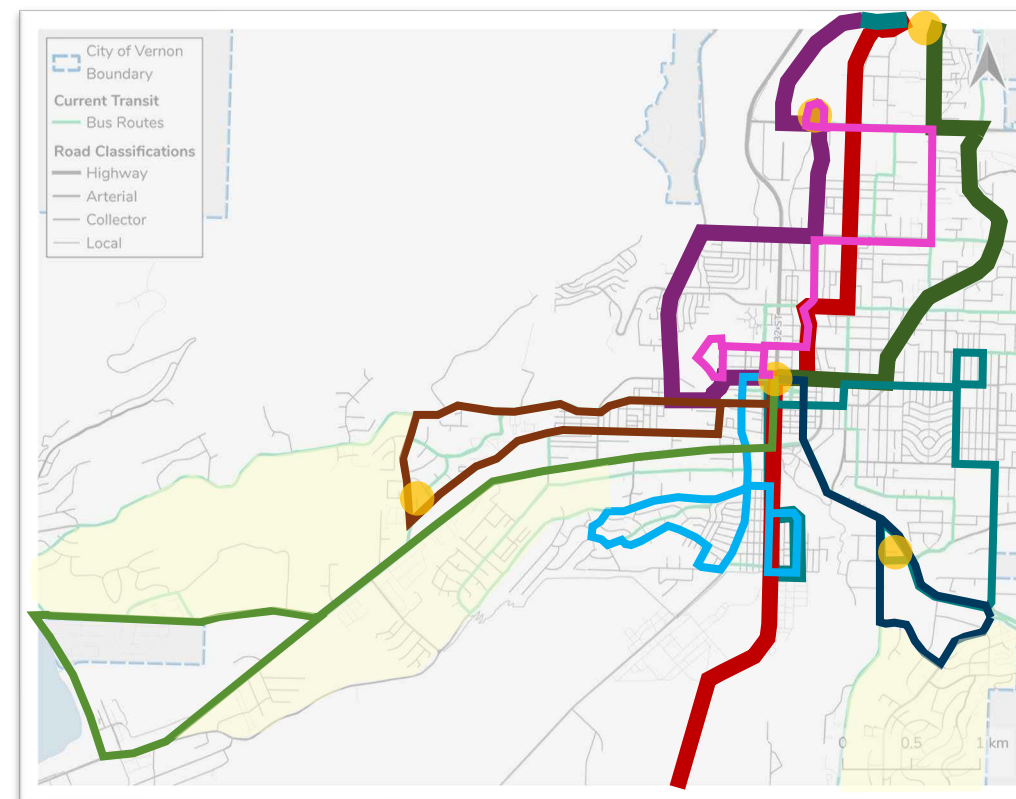 City of Vernon
Boundary
Current Transit
Bus Routes
Road Classifications
Highway
Arterial
Collector
Local
32 ST
0 0.5 1 km